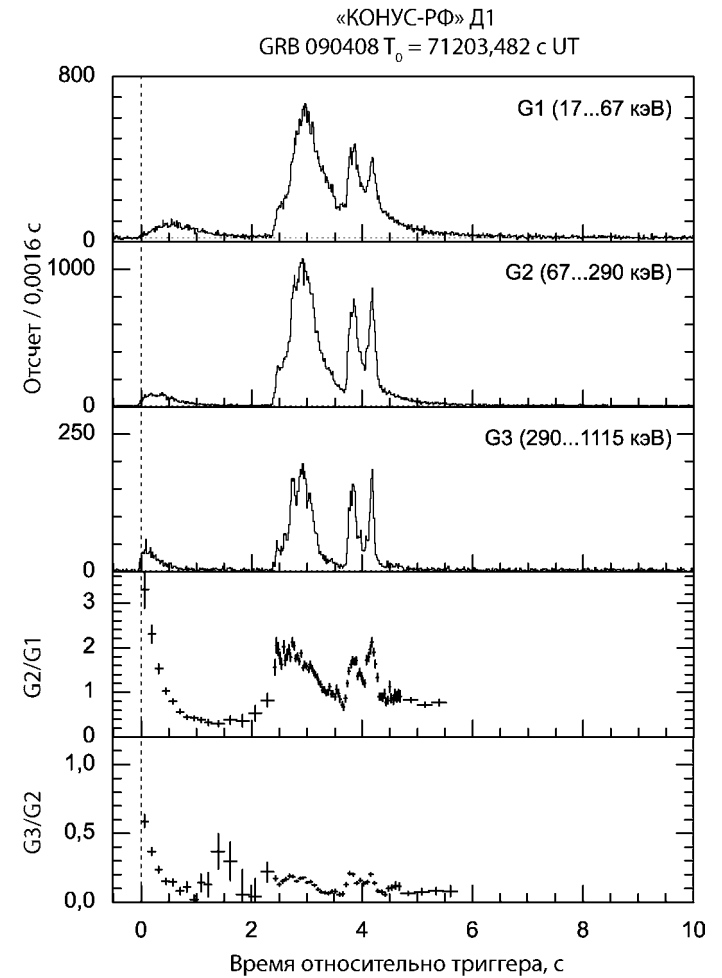 «КОНУС-РФ» Д1
GRB 090408 T₀ = 71203,482 с UT
800
G1 (17...67 кэВ)
0
1000
G2 (67...290 кэВ)
Отсчет / 0,0016 с
0
250
G3 (290...1115 кэВ)
0
3
2
G2/G1
1
0
1,0
G3/G2
0,5
0,0
0 2 4 6 8 10
Время относительно триггера, с